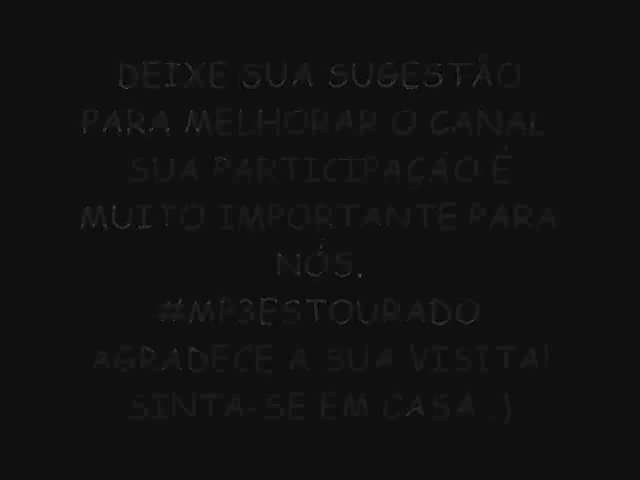 DEIXE SUA SUGESTÃO
PARA MELHORAR O CANAL
SUA PARTICIPAÇÃO É
MUITO IMPORTANTE PARA
NÓS.
#MP3ESTOURADO
AGRADECE A SUA VISITA!
SINTA-SE EM CASA :)